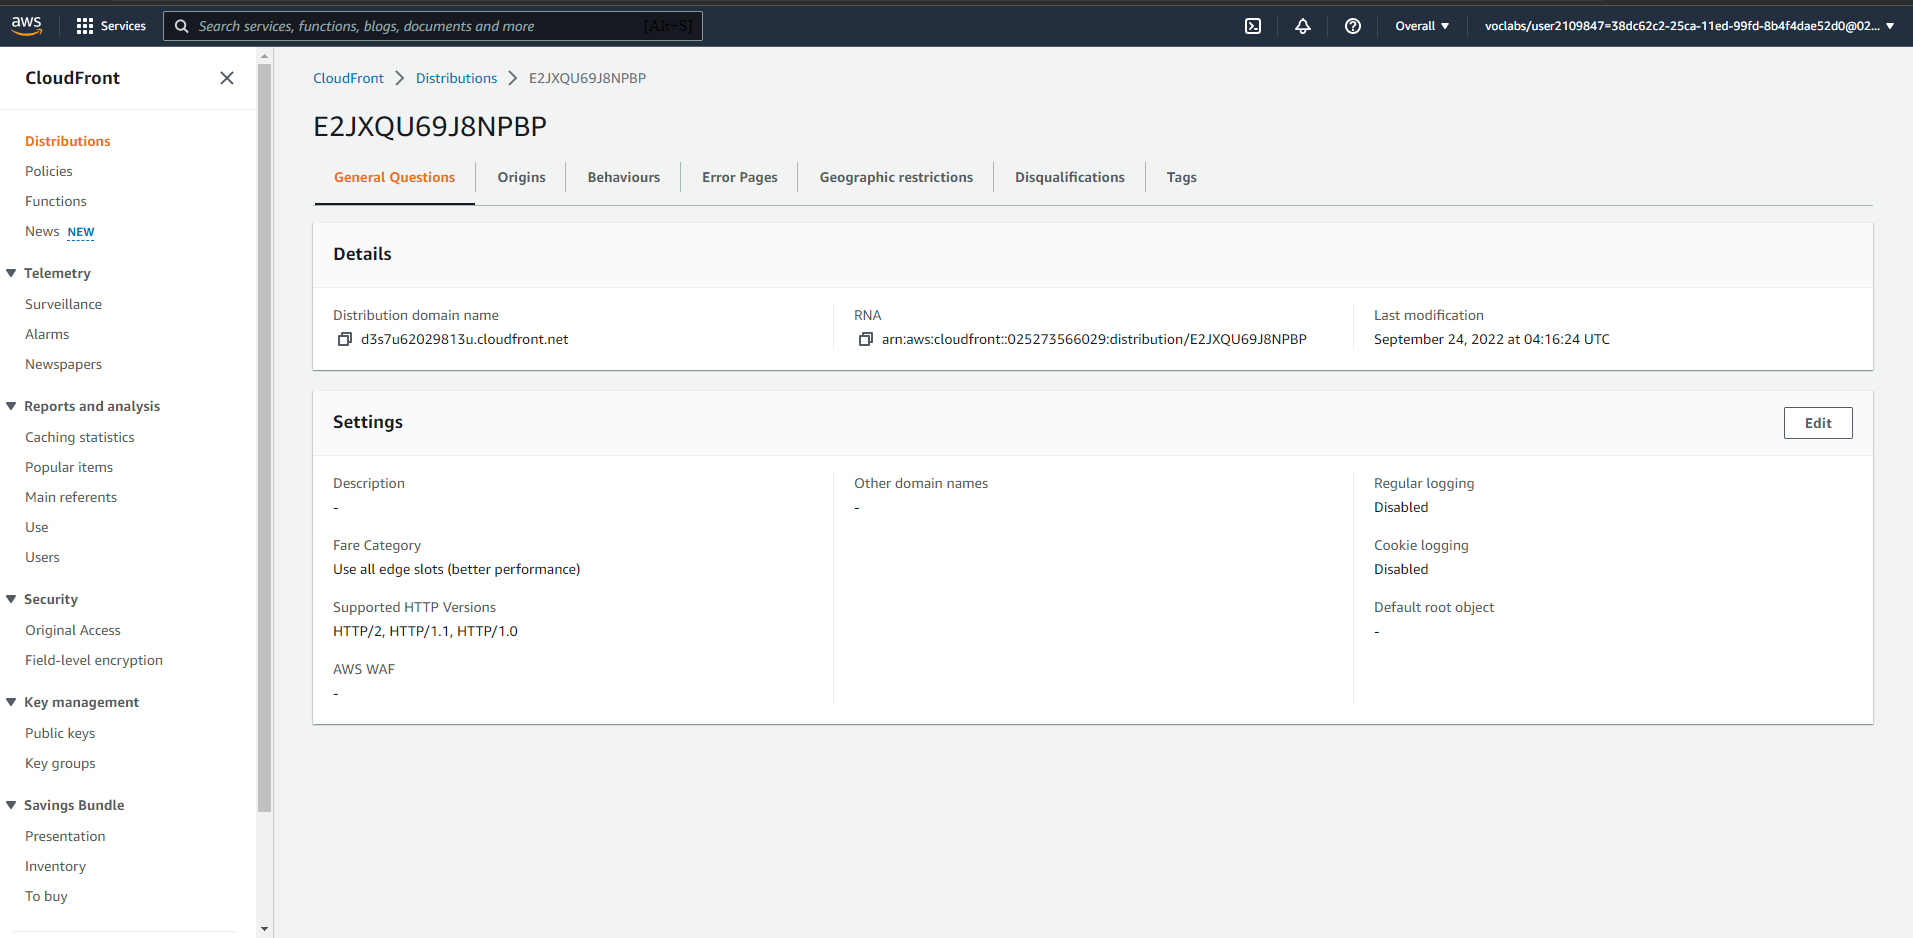 aws
Services
Search services, functions, blogs, documents and more
[Alt+S]
Overall
voclabs/user2109847=38dc62c2-25ca-11ed-99fd-8b4f4dae52d0@02...
CloudFront
Distributions
Policies
Functions
News NEW
Telemetry
Surveillance
Alarms
Newspapers
Reports and analysis
Caching statistics
Popular items
Main referents
Use
Users
Security
Original Access
Field-level encryption
Key management
Public keys
Key groups
Savings Bundle
Presentation
Inventory
To buy
CloudFront > Distributions > E2JXQU69J8NPBP
E2JXQU69J8NPBP
General Questions
Origins
Behaviours
Error Pages
Geographic restrictions
Disqualifications
Tags
Details
Distribution domain name
d3s7u62029813u.cloudfront.net
RNA
arn:aws:cloudfront::025273566029:distribution/E2JXQU69J8NPBP
Last modification
September 24, 2022 at 04:16:24 UTC
Settings
Edit
Description
-
Fare Category
Use all edge slots (better performance)
Supported HTTP Versions
HTTP/2, HTTP/1.1, HTTP/1.0
AWS WAF
-
Other domain names
-
Regular logging
Disabled
Cookie logging
Disabled
Default root object
-